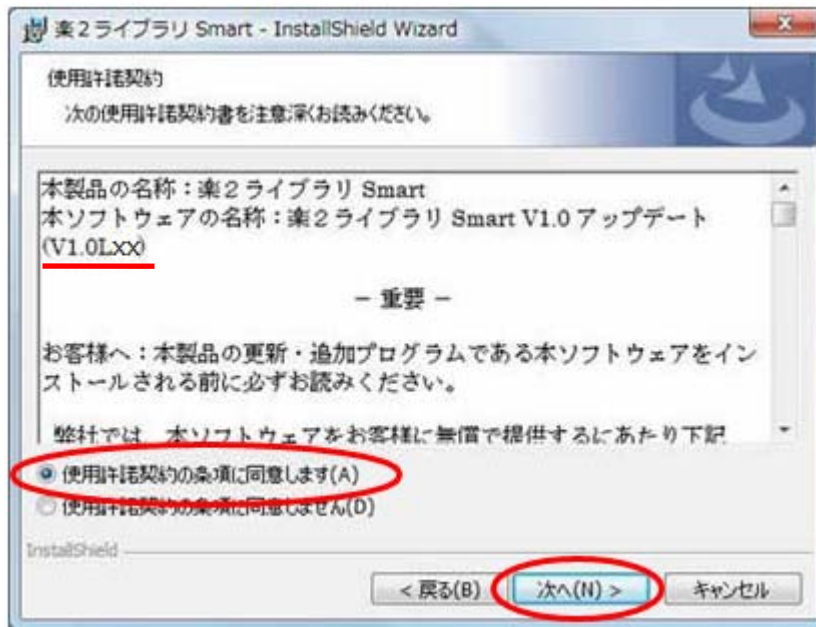 楽2ライブラリ Smart - InstallShield Wizard
使用許諾契約
次の使用許諾契約書を注意深くお読みください。
本製品の名称：楽２ライブラリ Smart
本ソフトウェアの名称：楽２ライブラリ Smart V1.0 アップデート
(V1.0LXX)
－ 重要 －
お客様へ：本製品の更新・追加プログラムである本ソフトウェアをイン
ストールされる前に必ずお読みください。
弊社では、本ソフトウェアをお客様に無償で提供するにあたり下記
使用許諾契約の条項に同意します(A)
使用許諾契約の条項に同意しません(D)
InstallShield
< 戻る(B)
次へ(N) >
キャンセル